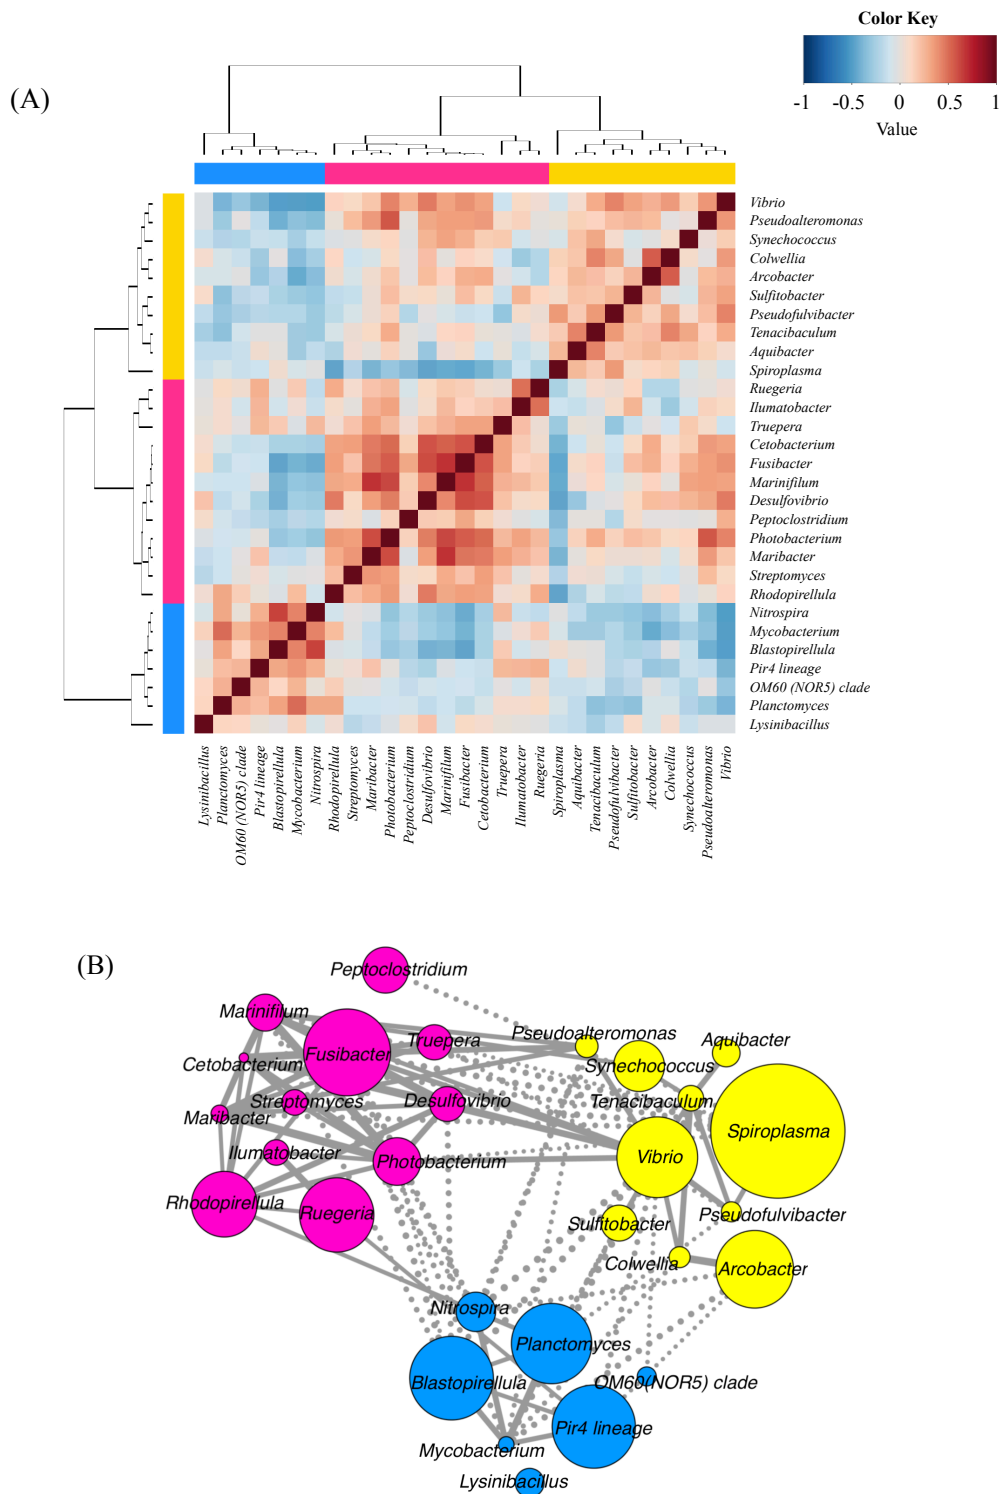 Color Key
(A)
-1 -0.5 0 0.5 1
Value
Vibrio
Pseudoalteromonas
Synechococcus
Colwellia
Arcobacter
Sulfitobacter
Pseudofulvibacter
Tenacibaculum
Aquibacter
Spiroplasma
Ruegeria
Ilumatobacter
Truepera
Cetobacterium
Fusibacter
Marinifilum
Desulfovibrio
Peptoclostridium
Photobacterium
Maribacter
Streptomyces
Rhodopirellula
Nitrospira
Mycobacterium
Blastopirellula
Pir4 lineage
OM60 (NOR5) clade
Planctomyces
Lysinibacillus
Lysinibacillus
Planctomyces
OM60 (NOR5) clade
Pir4 lineage
Blastopirellula
Mycobacterium
Nitrospira
Rhodopirellula
Streptomyces
Maribacter
Photobacterium
Peptoclostridium
Desulfovibrio
Marinifilum
Fusibacter
Cetobacterium
Truepera
Ilumatobacter
Ruegeria
Spiroplasma
Aquibacter
Tenacibaculum
Pseudofulvibacter
Sulfitobacter
Arcobacter
Colwellia
Synechococcus
Pseudoalteromonas
Vibrio
(B)
Peptoclostridium
Marinifilum
Pseudoalteromonas
Truepera
Aquibacter
Fusibacter
Cetobacterium
Synechococcus
Streptomyces
Desulfovibrio
Tenacibaculum
Maribacter
Spiroplasma
Ilumatobacter
Photobacterium
Vibrio
Rhodopirellula
Ruegeria
Sulfitobacter
Pseudofulvibacter
Colwellia
Arcobacter
Nitrospira
Planctomyces
Blastopirellula
OM60(NOR5) clade
Pir4 lineage
Mycobacterium
Lysinibacillus